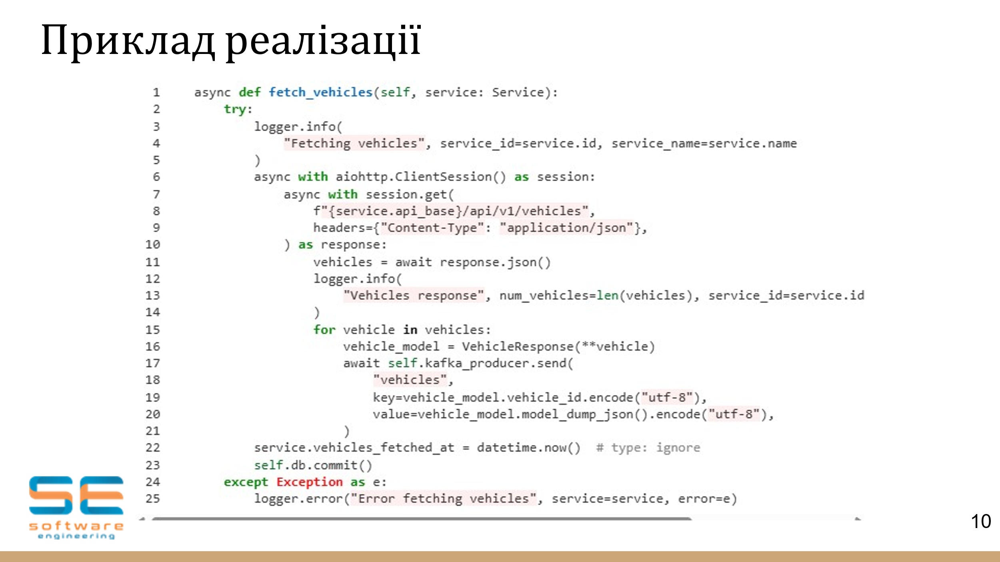 Приклад реалізації
1 async def fetch_vehicles(self, service: Service):
2 try:
3 logger.info(
4 "Fetching vehicles", service_id=service.id, service_name=service.name
5 )
6 async with aiohttp.ClientSession() as session:
7 async with session.get(
8 f"{service.api_base}/api/v1/vehicles",
9 headers={"Content-Type": "application/json"},
10 ) as response:
11 vehicles = await response.json()
12 logger.info(
13 "Vehicles response", num_vehicles=len(vehicles), service_id=service.id
14 )
15 for vehicle in vehicles:
16 vehicle_model = VehicleResponse(**vehicle)
17 await self.kafka_producer.send(
18 "vehicles",
19 key=vehicle_model.vehicle_id.encode("utf-8"),
20 value=vehicle_model.model_dump_json().encode("utf-8"),
21 )
22 service.vehicles_fetched_at = datetime.now()  # type: ignore
23 self.db.commit()
24 except Exception as e:
25 logger.error("Error fetching vehicles", service=service, error=e)
SE
software
engineering
10